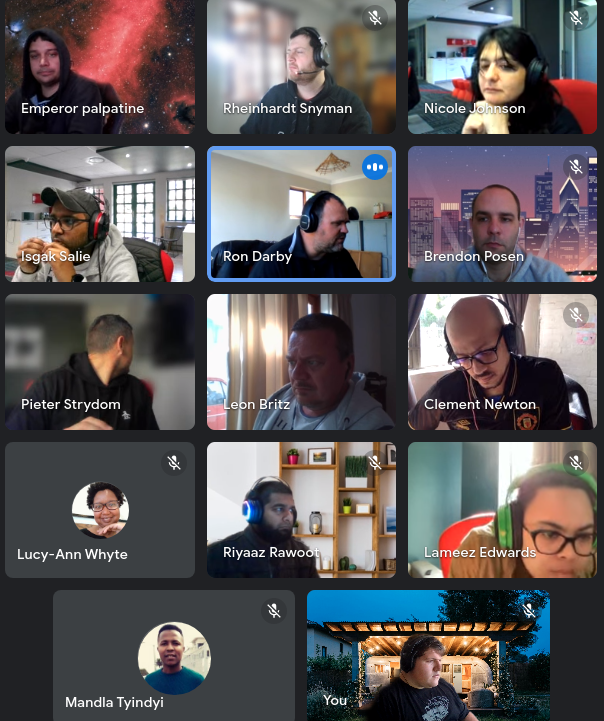 Emperor palpatine
Rheinhardt Snyman
Nicole Johnson
Isgak Salie
Ron Darby
Brendon Posen
Pieter Strydom
Leon Britz
Clement Newton
Lucy-Ann Whyte
Riyaaz Rawoot
Lameez Edwards
Mandla Tyindyi
You